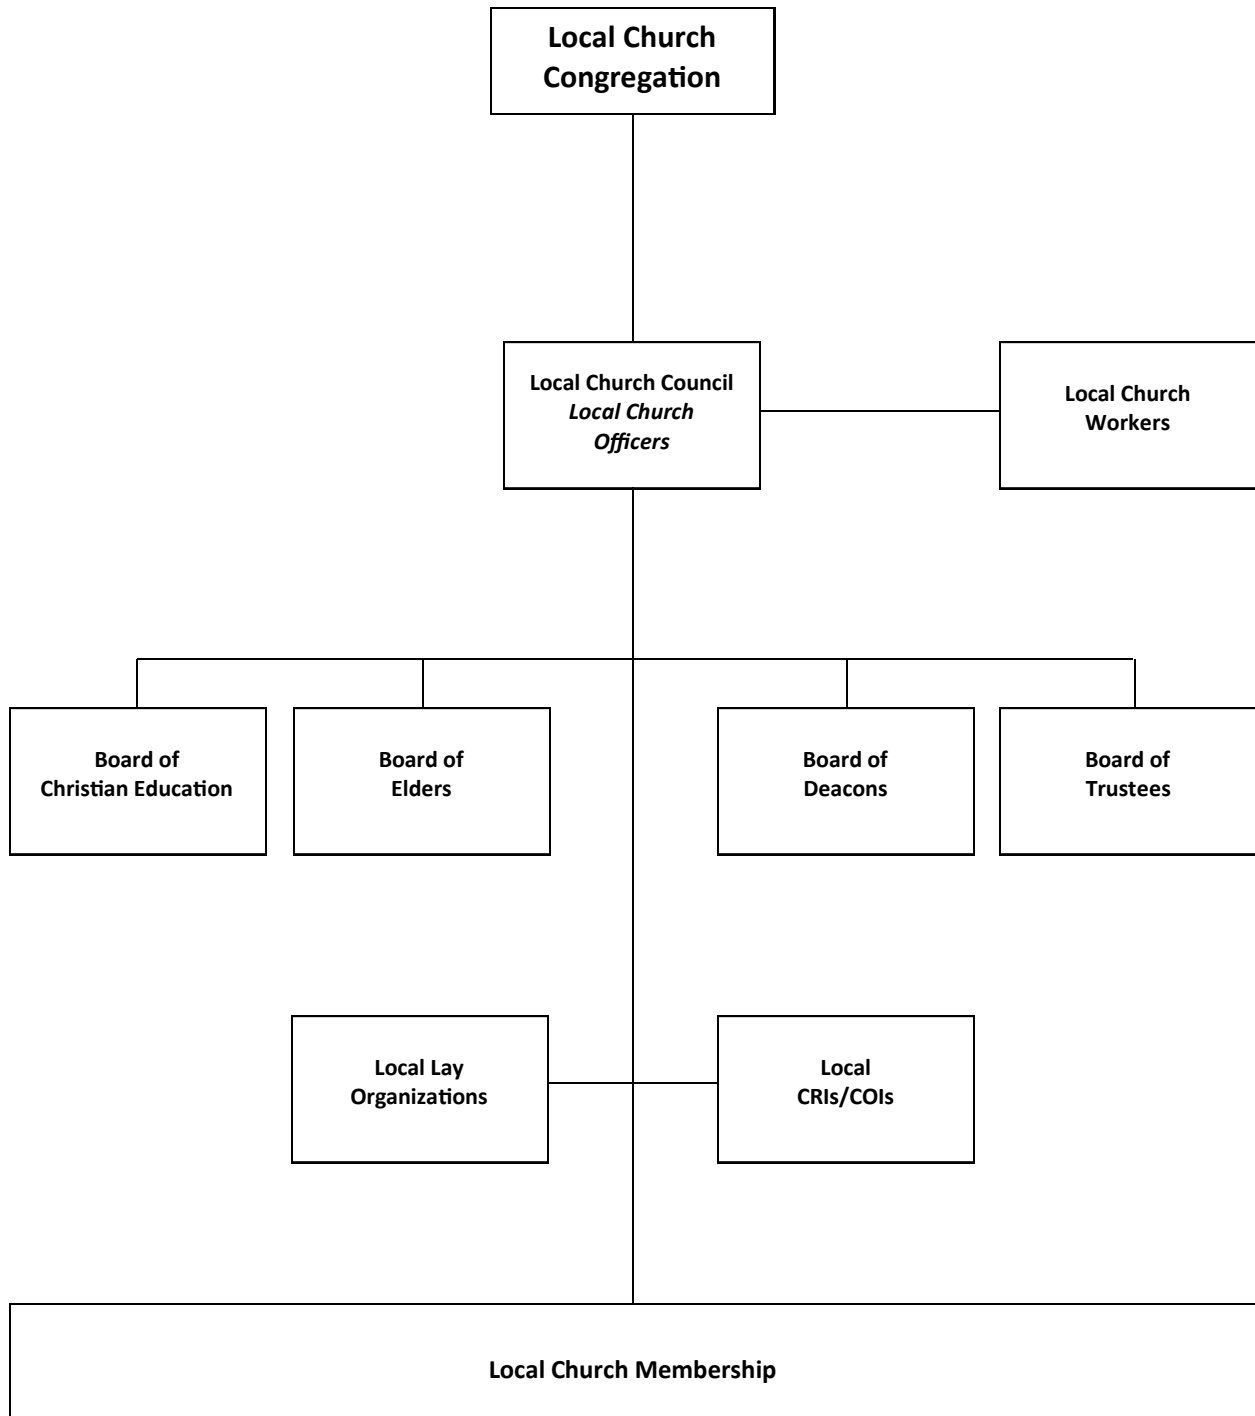 Local Church
Congregation
Local Church Council
Local Church
Officers
Local Church
Workers
Board of
Christian Education
Board of
Elders
Board of
Deacons
Board of
Trustees
Local Lay
Organizations
Local
CRIs/COIs
Local Church Membership